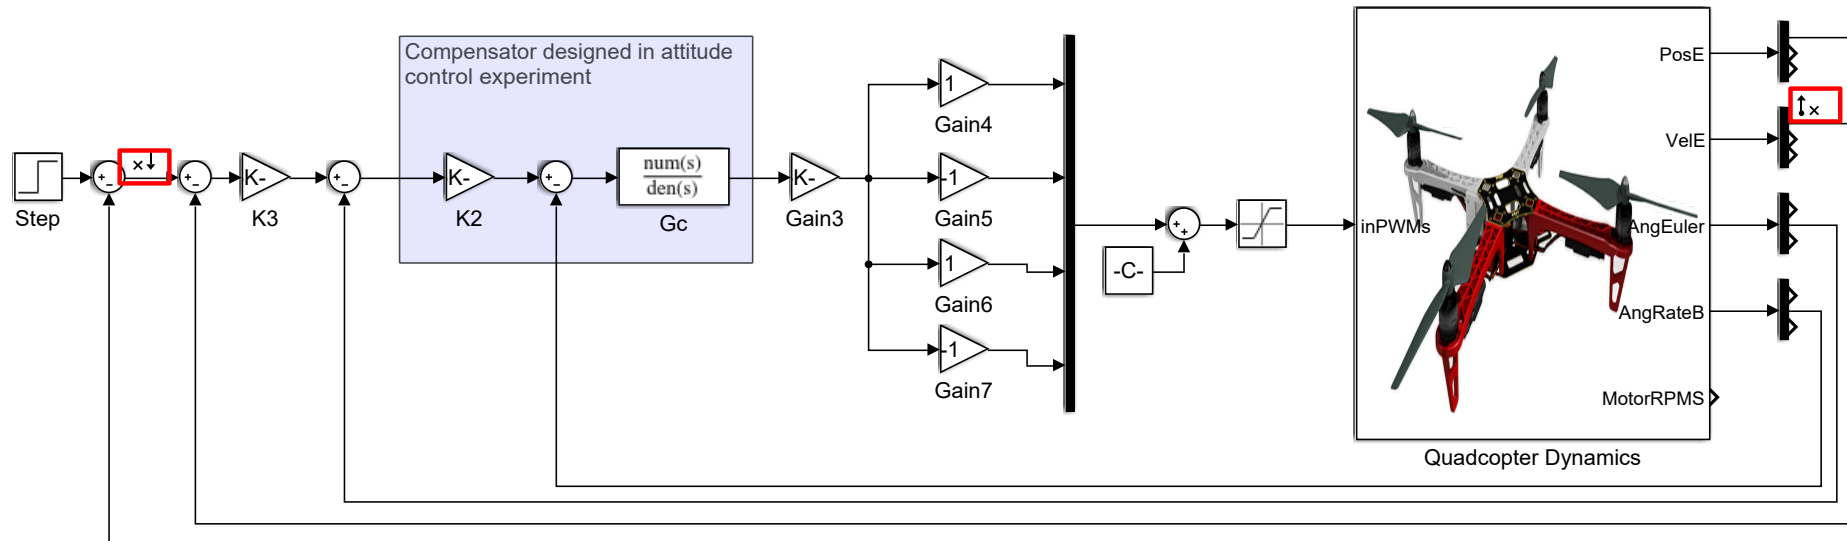 Compensator designed in attitude
control experiment
Step
+
−
×
+
−
K-
K3
+
−
K-
K2
+
−
num(s)
den(s)
Gc
K-
Gain3
1
Gain4
-1
Gain5
1
Gain6
-1
Gain7
+
+
-C-
inPWMs
PosE
VelE
AngEuler
AngRateB
MotorRPMS
Quadcopter Dynamics
×